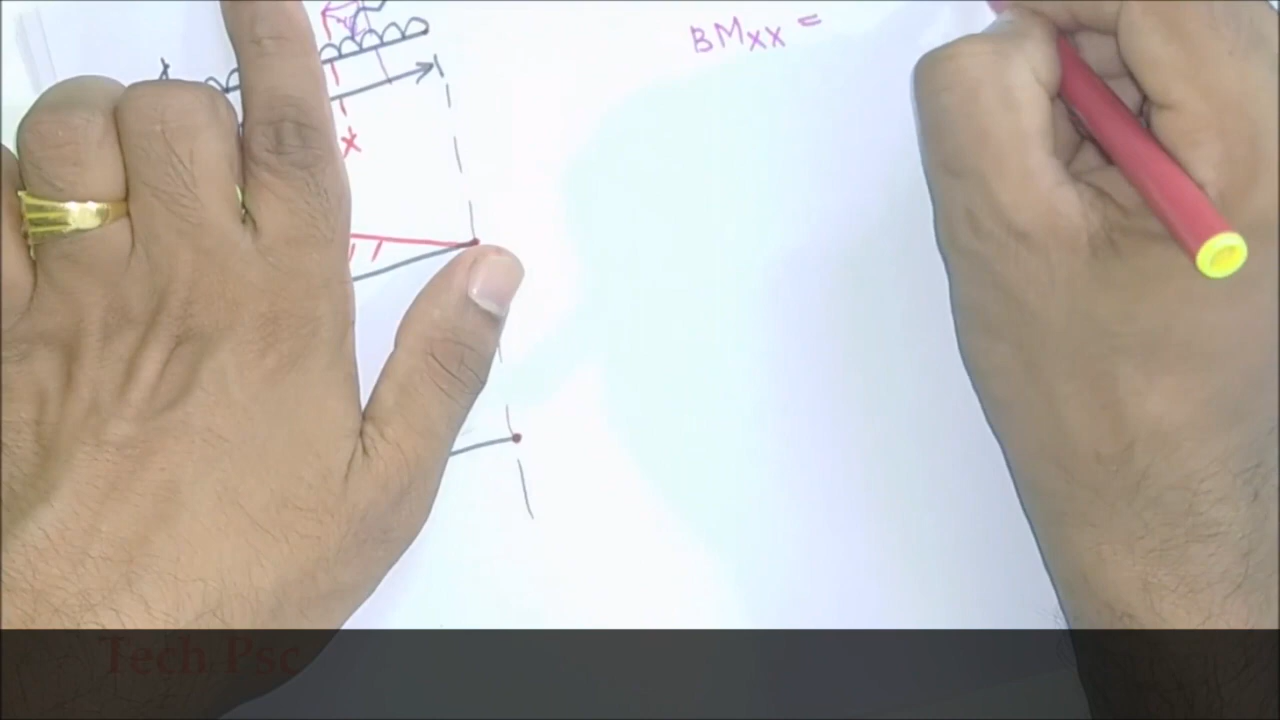 BMxx =
x
Tech Psc